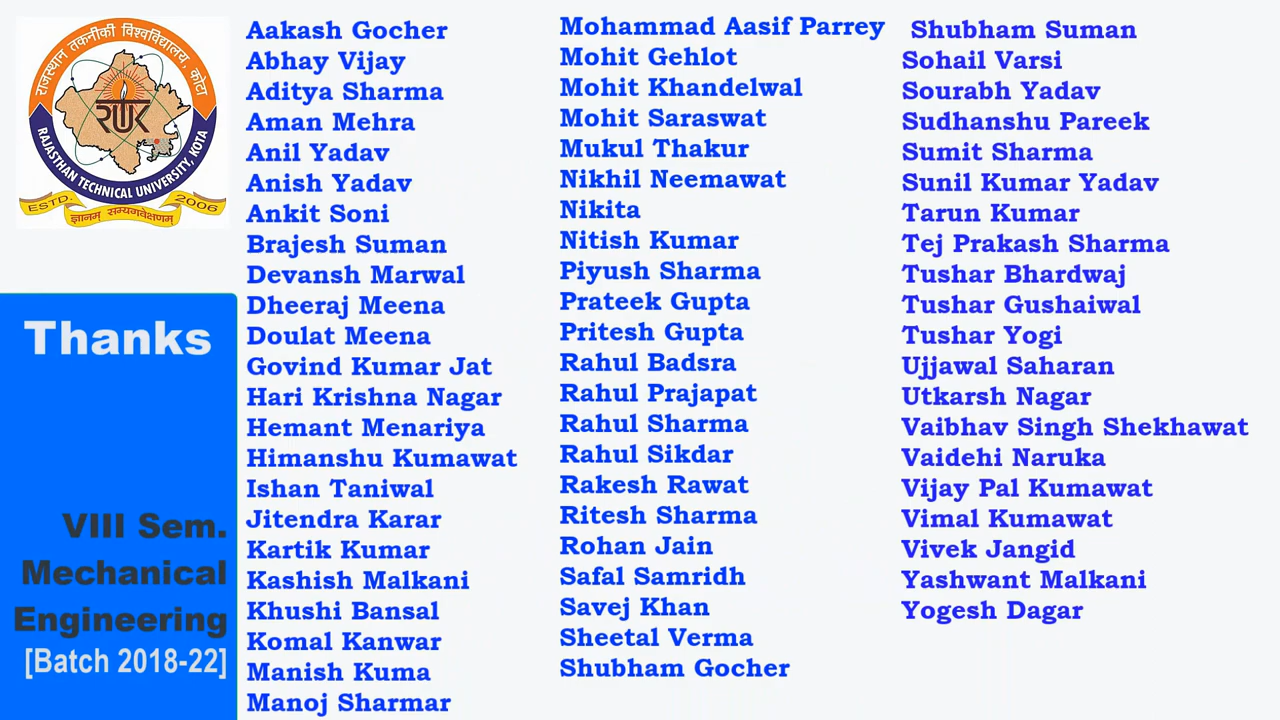 राजस्थान तकनीकी विश्वविद्यालय, कोटा
RTU
RAJASTHAN TECHNICAL UNIVERSITY, KOTA
ESTD. 2006
ज्ञानम् सम्यगवेक्षणम्
Thanks
VIII Sem.
Mechanical
Engineering
[Batch 2018-22]
Aakash Gocher
Abhay Vijay
Aditya Sharma
Aman Mehra
Anil Yadav
Anish Yadav
Ankit Soni
Brajesh Suman
Devansh Marwal
Dheeraj Meena
Doulat Meena
Govind Kumar Jat
Hari Krishna Nagar
Hemant Menariya
Himanshu Kumawat
Ishan Taniwal
Jitendra Karar
Kartik Kumar
Kashish Malkani
Khushi Bansal
Komal Kanwar
Manish Kuma
Manoj Sharmar
Mohammad Aasif Parrey
Mohit Gehlot
Mohit Khandelwal
Mohit Saraswat
Mukul Thakur
Nikhil Neemawat
Nikita
Nitish Kumar
Piyush Sharma
Prateek Gupta
Pritesh Gupta
Rahul Badsra
Rahul Prajapat
Rahul Sharma
Rahul Sikdar
Rakesh Rawat
Ritesh Sharma
Rohan Jain
Safal Samridh
Savej Khan
Sheetal Verma
Shubham Gocher
Shubham Suman
Sohail Varsi
Sourabh Yadav
Sudhanshu Pareek
Sumit Sharma
Sunil Kumar Yadav
Tarun Kumar
Tej Prakash Sharma
Tushar Bhardwaj
Tushar Gushaiwal
Tushar Yogi
Ujjawal Saharan
Utkarsh Nagar
Vaibhav Singh Shekhawat
Vaidehi Naruka
Vijay Pal Kumawat
Vimal Kumawat
Vivek Jangid
Yashwant Malkani
Yogesh Dagar